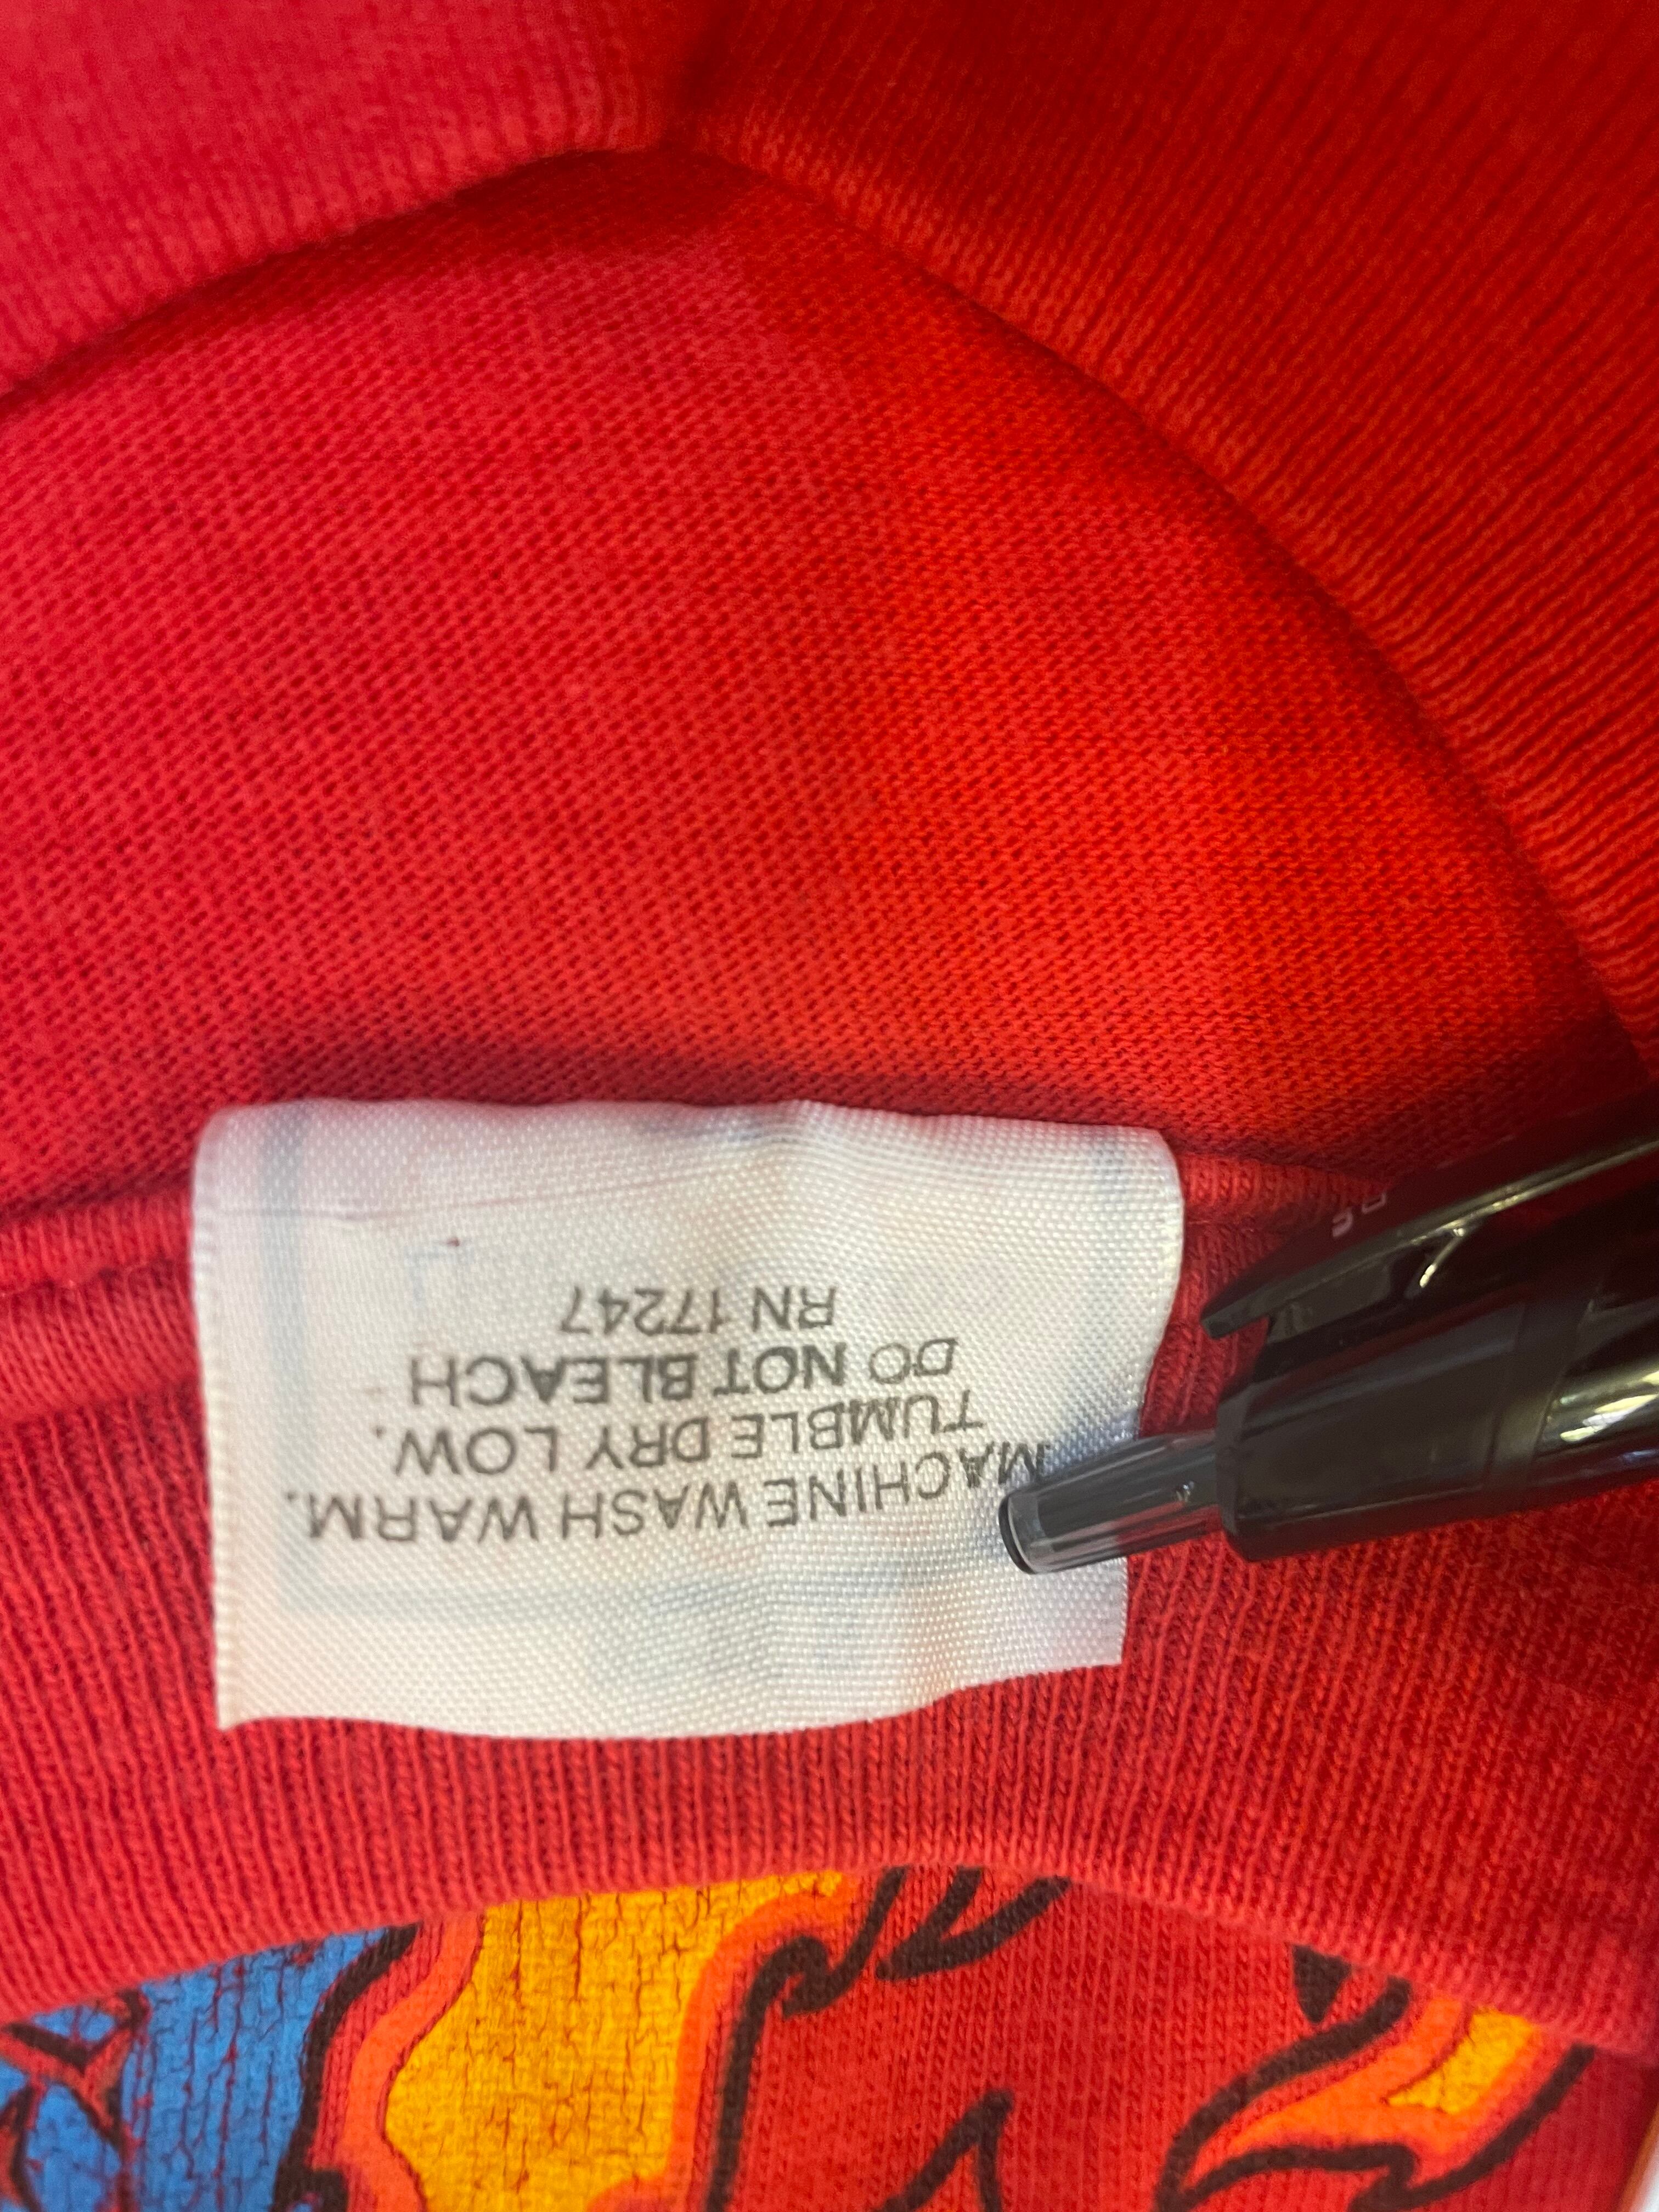 MACHINE WASH WARM.
TUMBLE DRY LOW.
DO NOT BLEACH
RN 17247